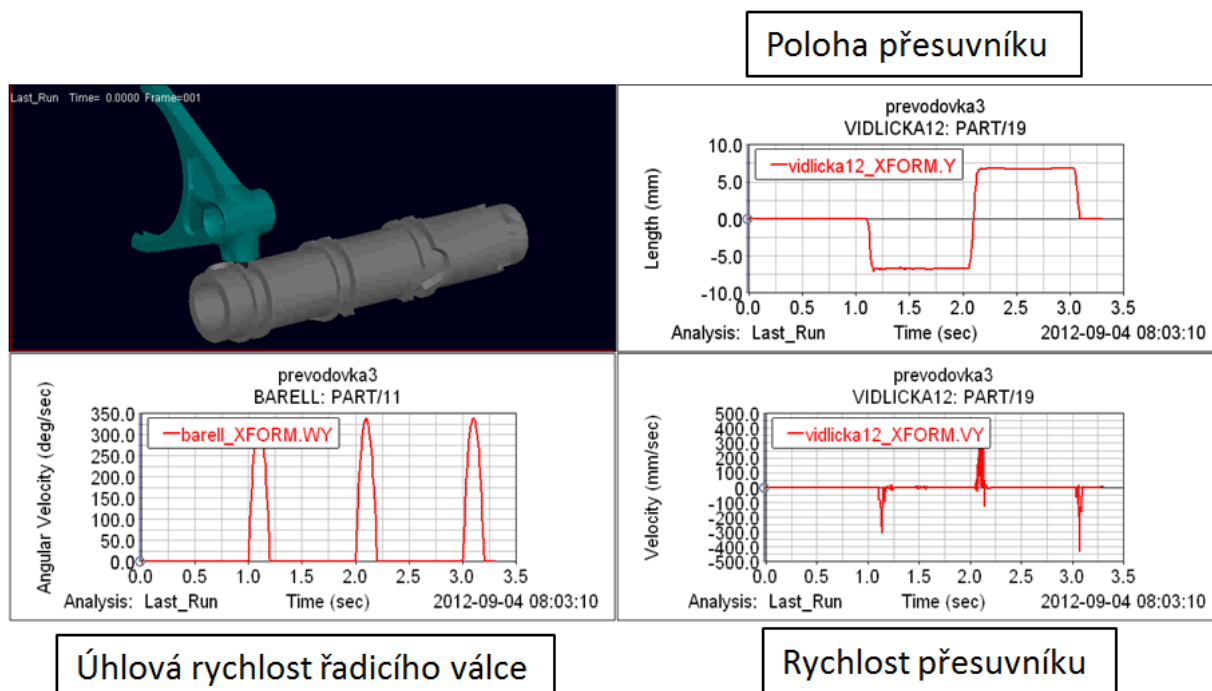 Poloha přesuvníku
Last_Run Time= 0.0000 Frame=001
prevodovka3
VIDLICKA12: PART/19
vidlicka12_XFORM.Y
Length (mm)
10.0
5.0
0.0
-5.0
-10.0
0.0 0.5 1.0 1.5 2.0 2.5 3.0 3.5
Analysis: Last_Run Time (sec) 2012-09-04 08:03:10
prevodovka3
BARELL: PART/11
barell_XFORM.WY
Angular Velocity (deg/sec)
350.0
300.0
250.0
200.0
150.0
100.0
50.0
0.0
0.0 0.5 1.0 1.5 2.0 2.5 3.0 3.5
Analysis: Last_Run Time (sec) 2012-09-04 08:03:10
prevodovka3
VIDLICKA12: PART/19
vidlicka12_XFORM.VY
Velocity (mm/sec)
500.0
400.0
300.0
200.0
100.0
0.0
-100.0
-200.0
-300.0
-400.0
-500.0
0.0 0.5 1.0 1.5 2.0 2.5 3.0 3.5
Analysis: Last_Run Time (sec) 2012-09-04 08:03:10
Úhlová rychlost řadicího válce
Rychlost přesuvníku